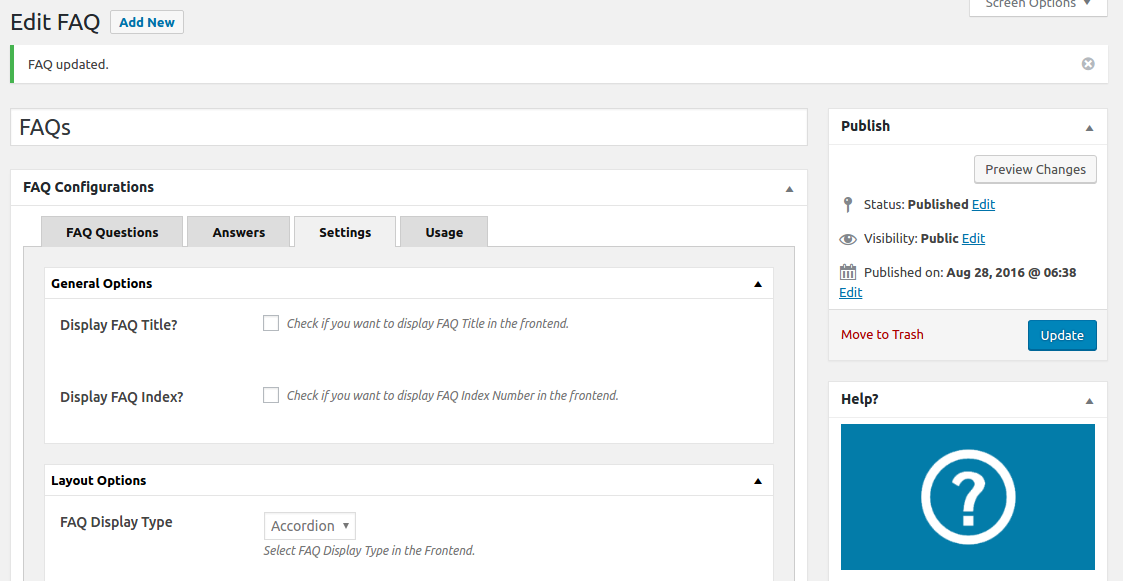 Screen Options
Edit FAQ Add New
FAQ updated.
FAQs
FAQ Configurations
FAQ Questions Answers Settings Usage
General Options
Display FAQ Title? Check if you want to display FAQ Title in the frontend.
Display FAQ Index? Check if you want to display FAQ Index Number in the frontend.
Layout Options
FAQ Display Type Accordion
Select FAQ Display Type in the Frontend.
Publish
Preview Changes
Status: Published Edit
Visibility: Public Edit
Published on: Aug 28, 2016 @ 06:38
Edit
Move to Trash Update
Help?
?